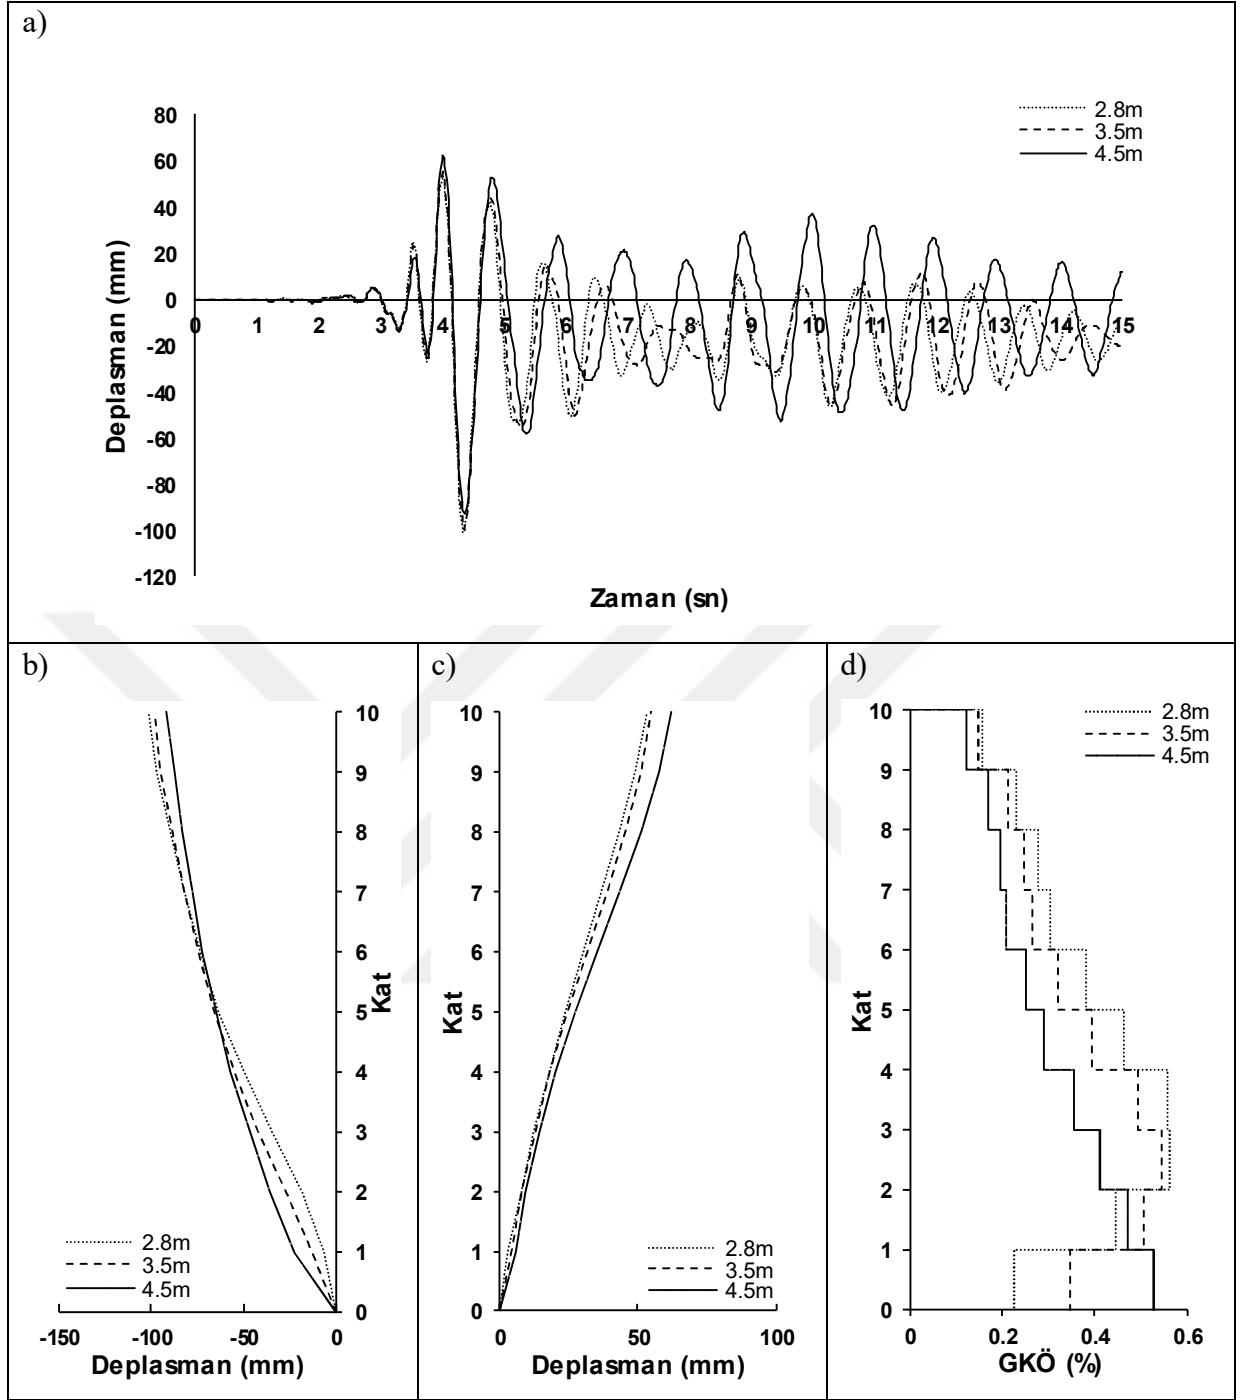 a)
80
60
40
20
0
-20
-40
-60
-80
-100
-120
Deplasman (mm)
0 1 2 3 4 5 6 7 8 9 10 11 12 13 14 15
Zaman (sn)
2.8m
3.5m
4.5m
b)
10
9
8
7
6
5
4
3
2
1
0
Kat
2.8m
3.5m
4.5m
-150 -100 -50 0
Deplasman (mm)
c)
10
9
8
7
6
5
4
3
2
1
0
Kat
2.8m
3.5m
4.5m
0 50 100
Deplasman (mm)
d)
2.8m
3.5m
4.5m
10
9
8
7
6
5
4
3
2
1
0
Kat
0 0.2 0.4 0.6
GKÖ (%)